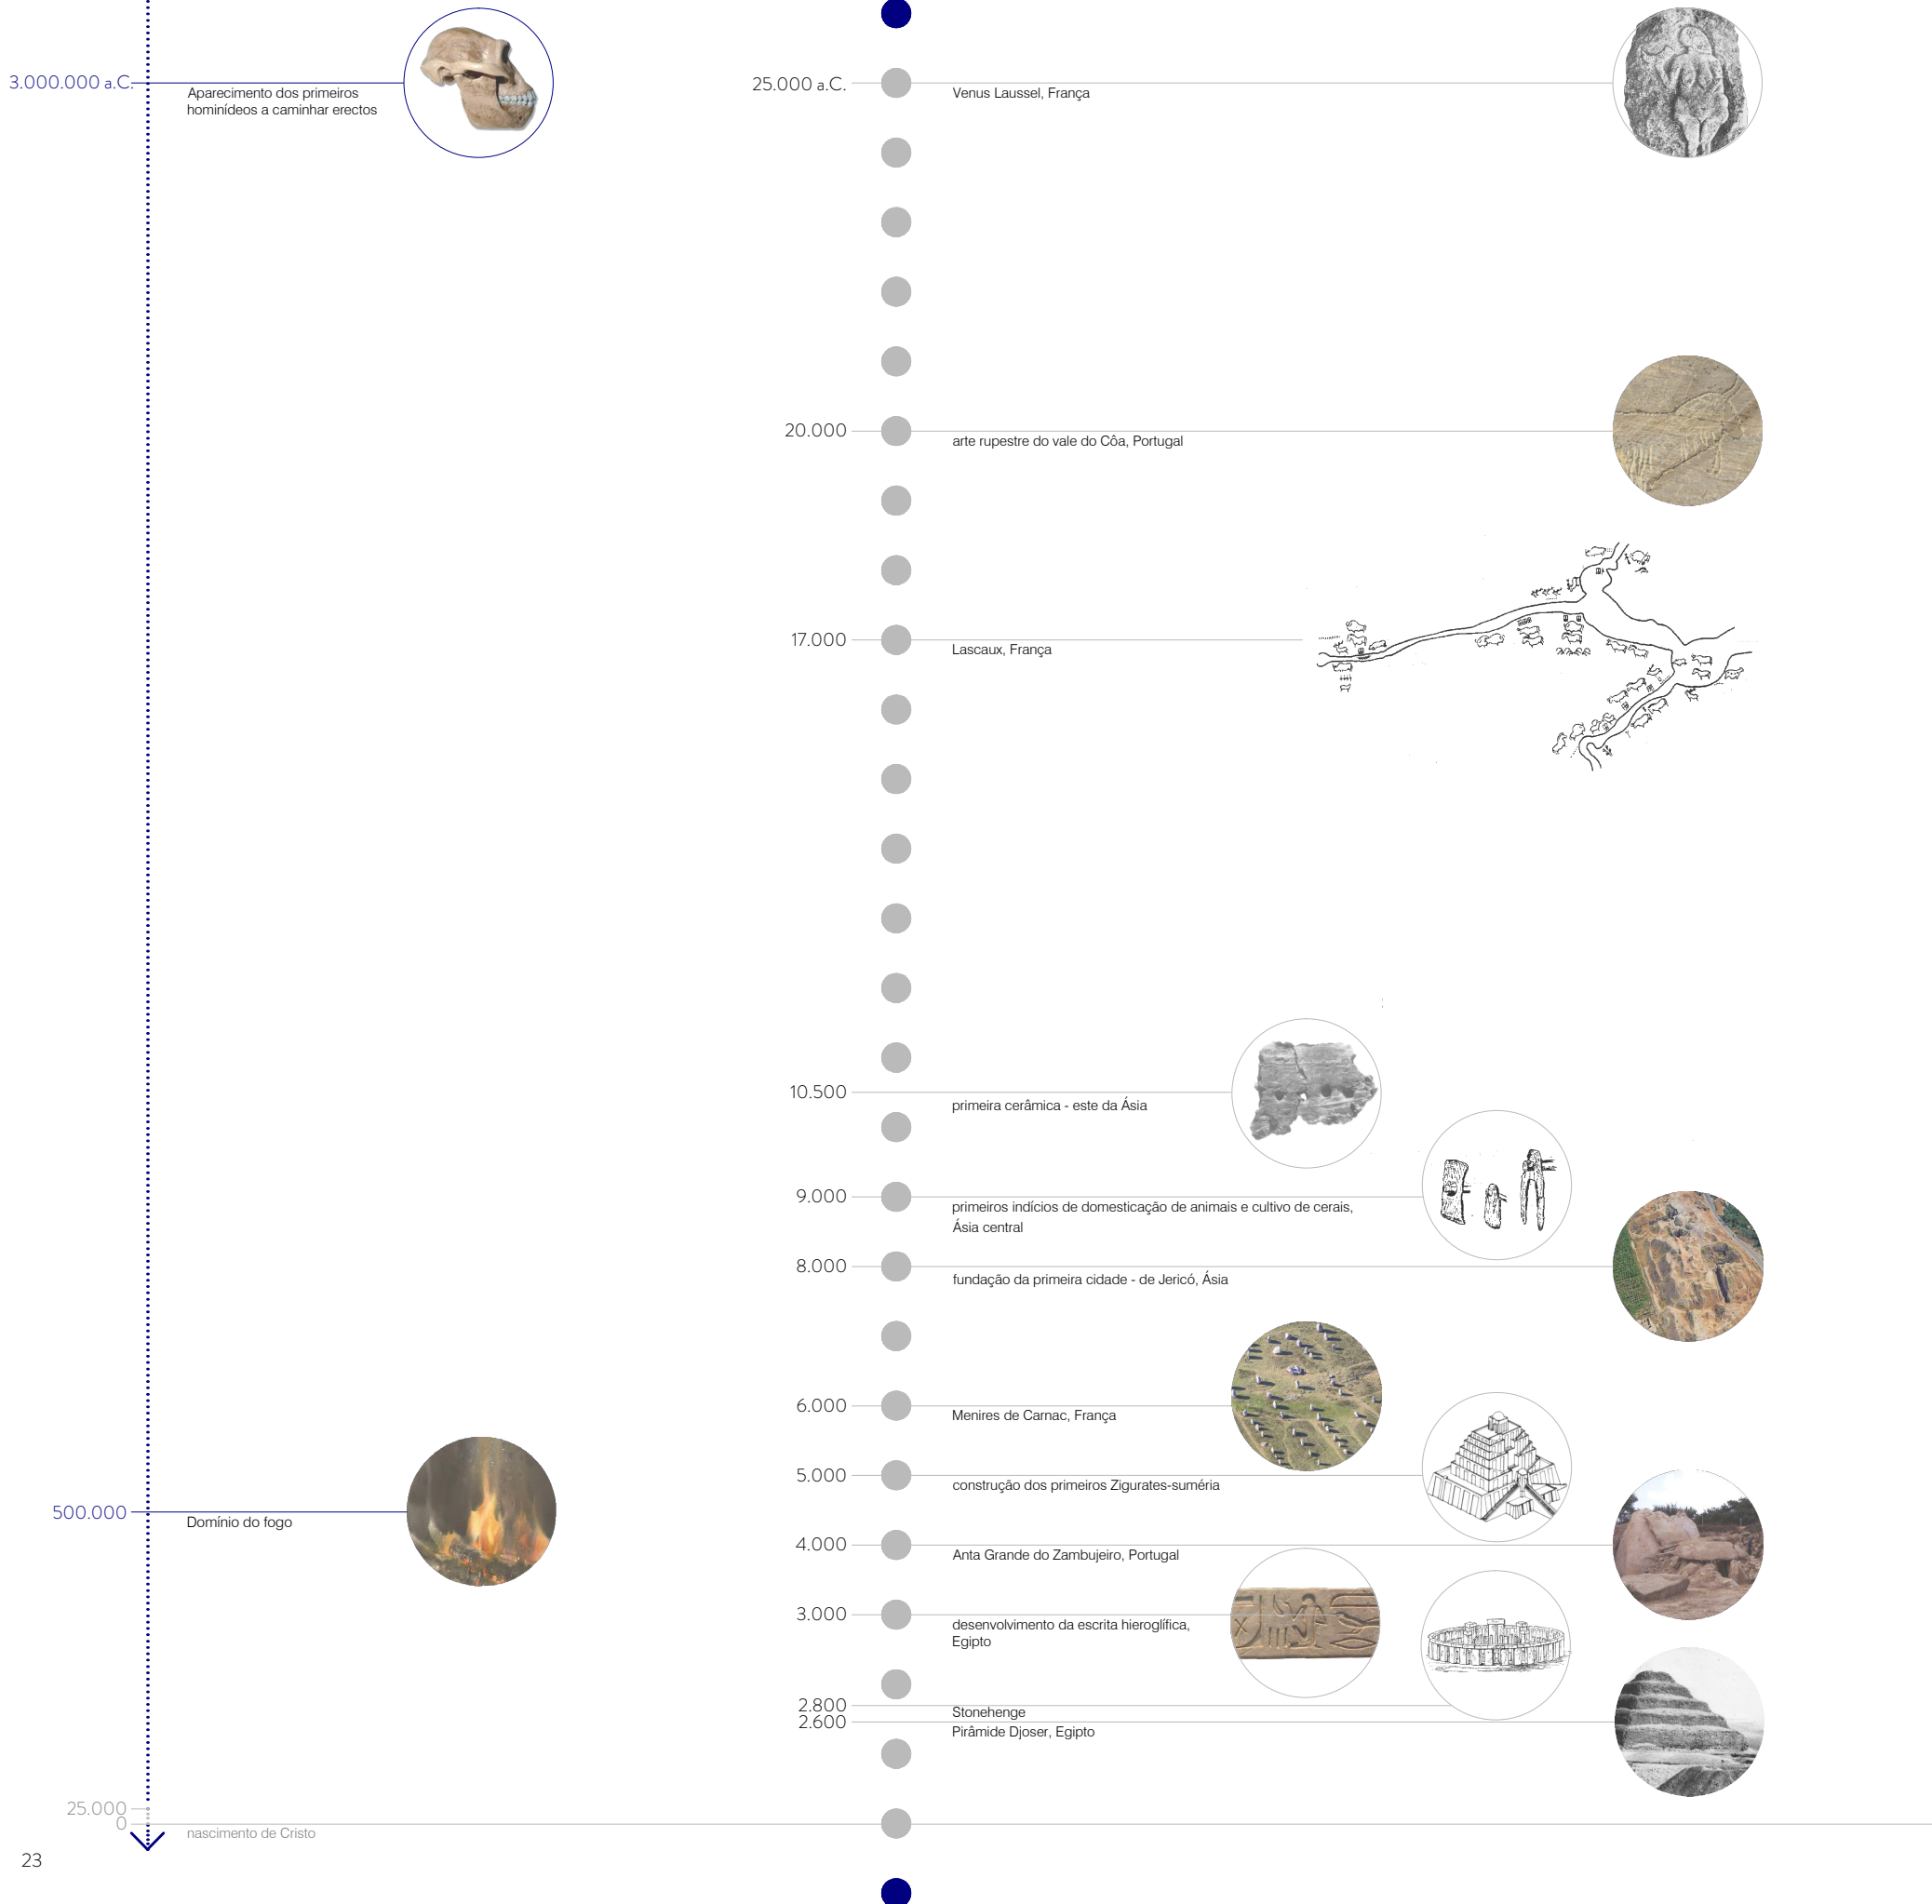 3.000.000 a.C.
Aparecimento dos primeiros
hominídeos a caminhar erectos
500.000
Domínio do fogo
25.000
0
nascimento de Cristo
25.000 a.C.
Venus Laussel, França
20.000
arte rupestre do vale do Côa, Portugal
17.000
Lascaux, França
10.500
primeira cerâmica - este da Ásia
9.000
primeiros indícios de domesticação de animais e cultivo de cerais,
Ásia central
8.000
fundação da primeira cidade - de Jericó, Ásia
6.000
Menires de Carnac, França
5.000
construção dos primeiros Zigurates-suméria
4.000
Anta Grande do Zambujeiro, Portugal
3.000
desenvolvimento da escrita hieroglífica,
Egipto
2.800
Stonehenge
2.600
Pirâmide Djoser, Egipto
23